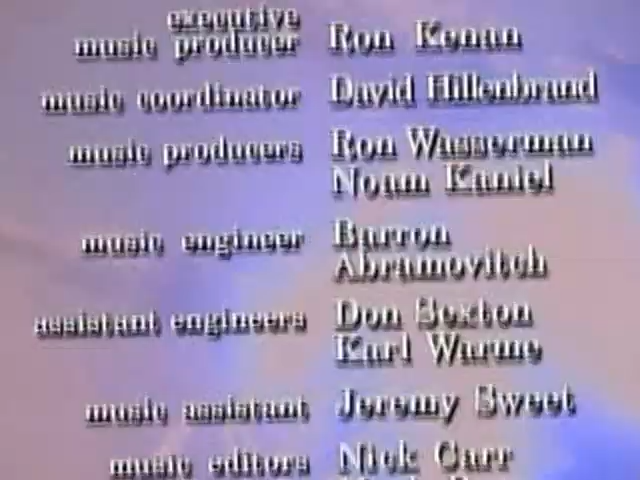 executive
music producer Ron Kenan
music coordinator David Hillenbrand
music producers Ron Wasserman
Noam Kaniel
music engineer Barron
Abramovitch
assistant engineers Don Sexton
Karl Warme
music assistant Jeremy Sweet
music editors Nick Carr